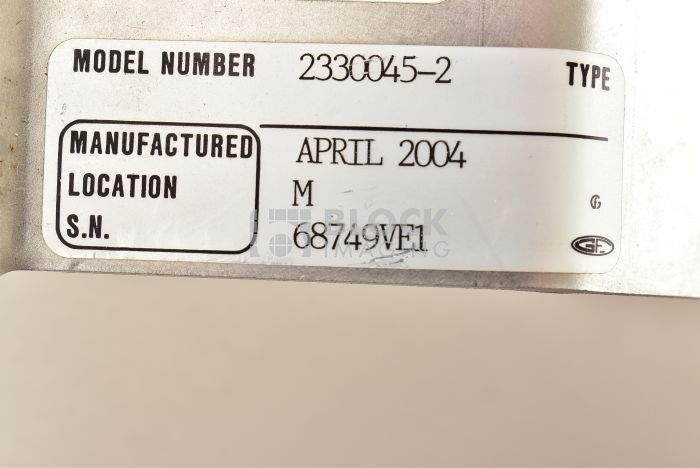 MODEL NUMBER 2330045-2 TYPE
MANUFACTURED APRIL 2004
LOCATION M
S.N. 68749VE1
BLOCK
IMAGING